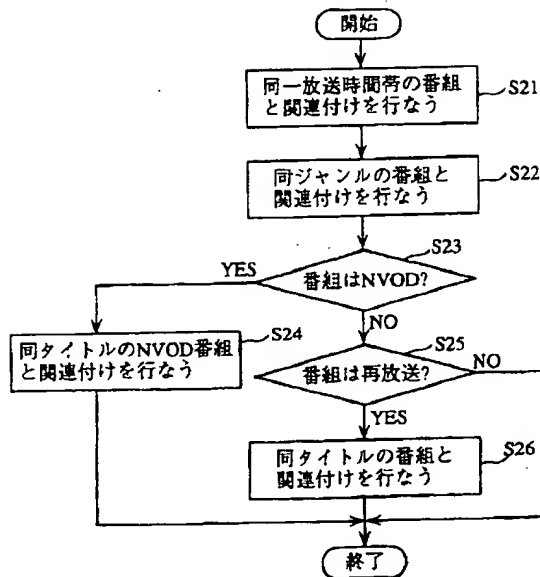 開始
同一放送時間帯の番組
と関連付けを行なう
S21
同ジャンルの番組と
関連付けを行なう
S22
S23
番組はNVOD?
YES
NO
S24
同タイトルのNVOD番組
と関連付けを行なう
S25
番組は再放送?
NO
YES
同タイトルの番組と
関連付けを行なう
S26
終了